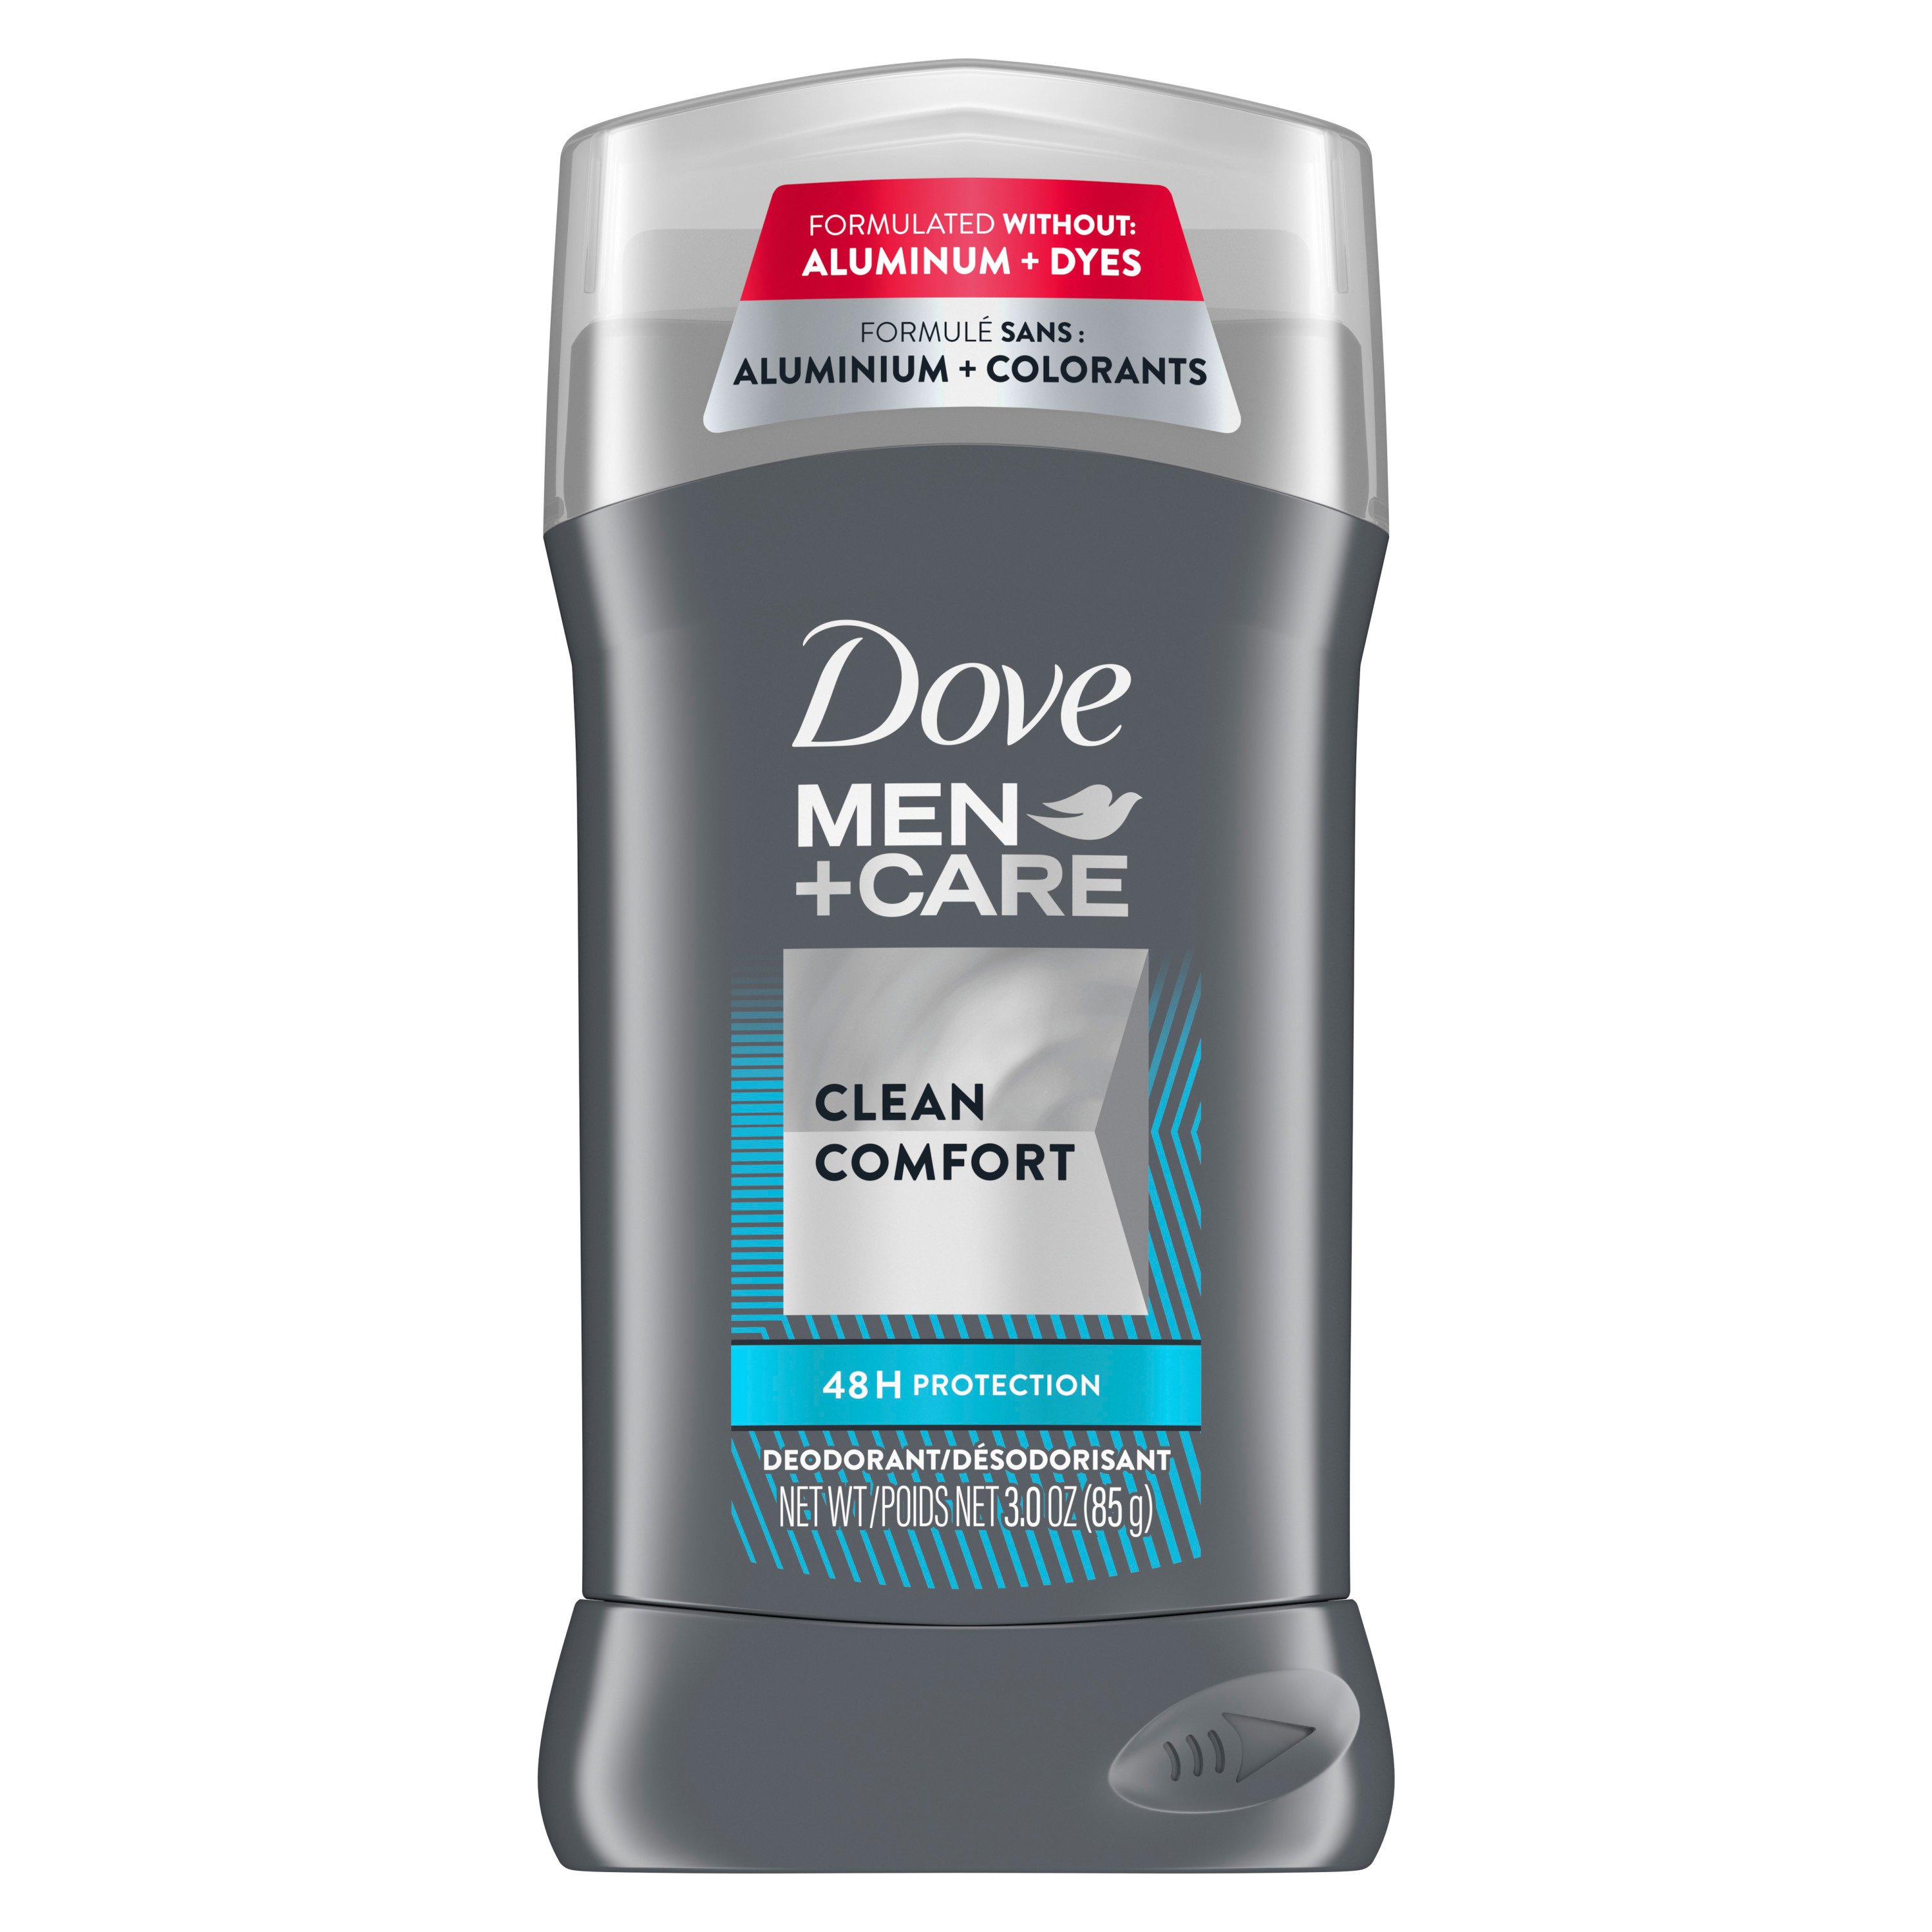 FORMULATED WITHOUT:
ALUMINUM + DYES
FORMULÉ SANS :
ALUMINIUM + COLORANTS
Dove
MEN
+CARE
CLEAN
COMFORT
48H PROTECTION
DEODORANT/DÉSODORISANT
NET WT/POIDS NET 3.0 OZ (85 g)